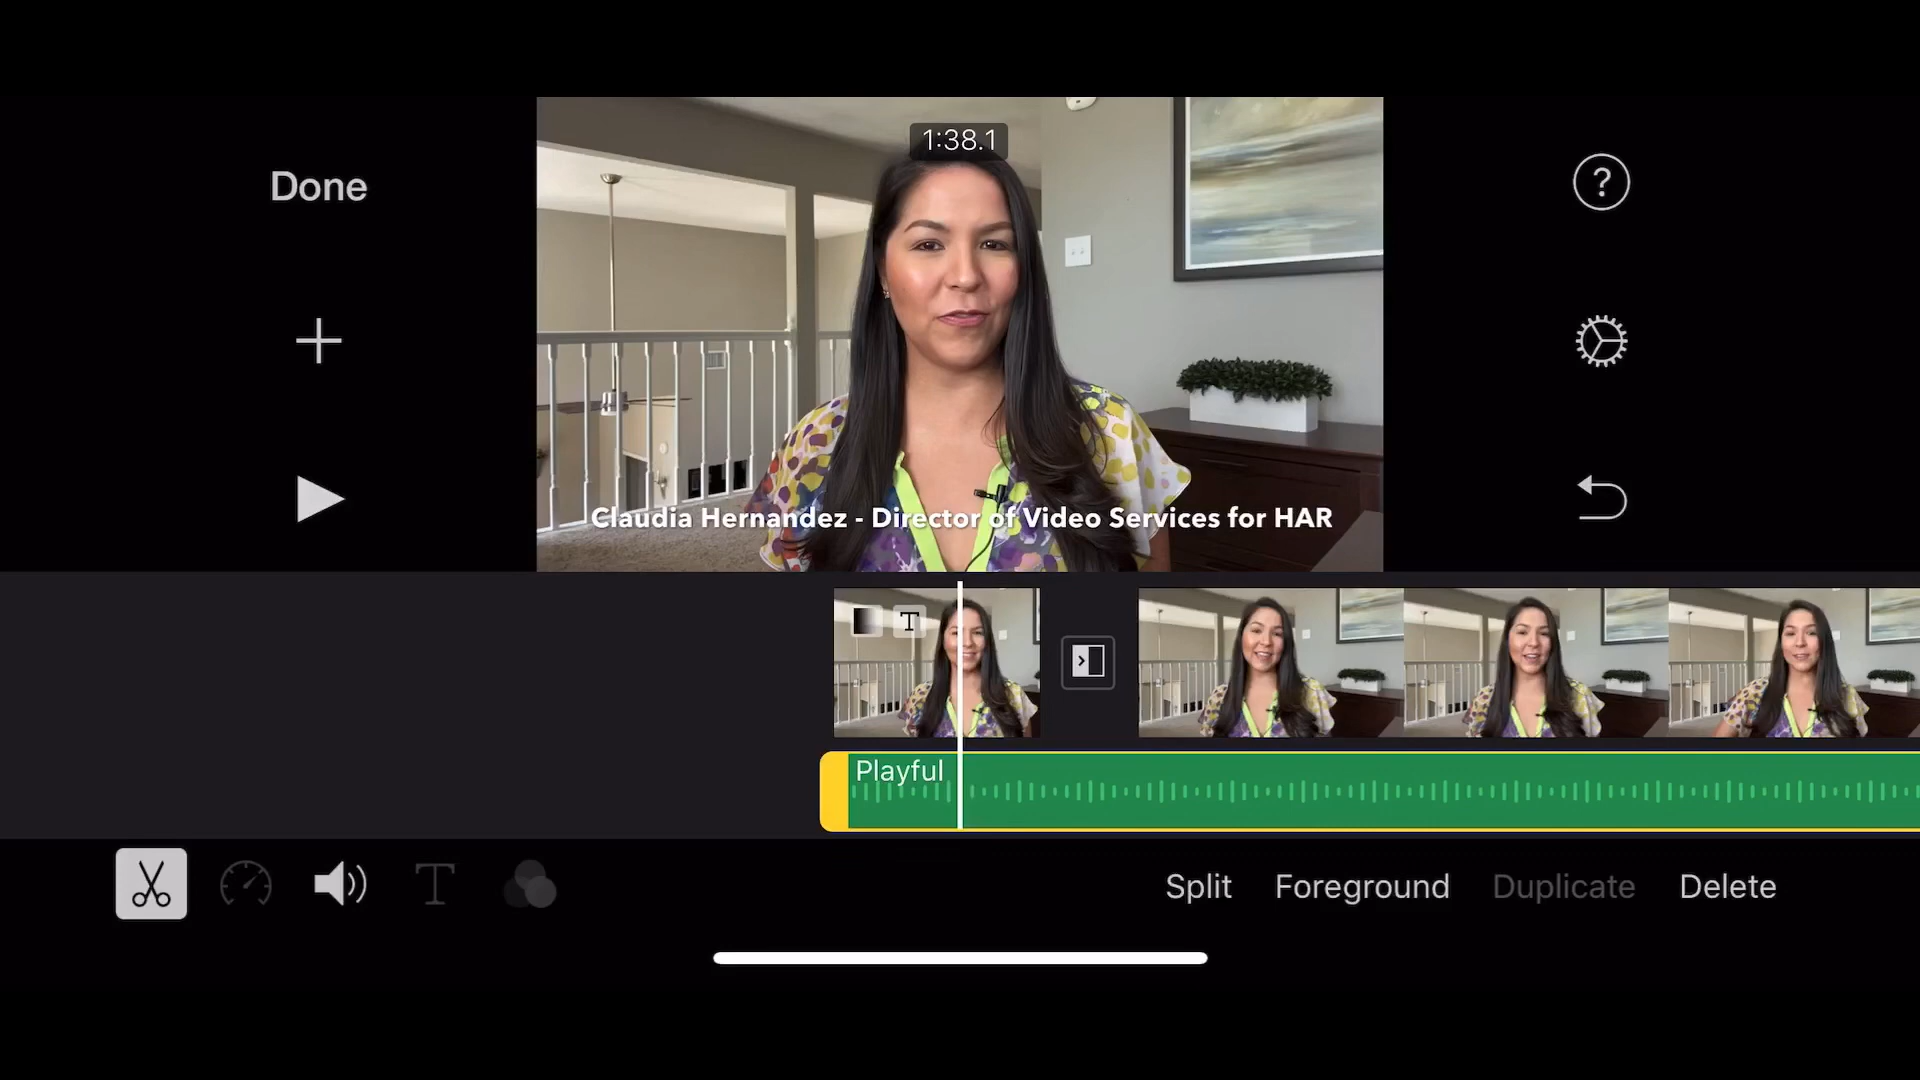 1:38.1
Done
?
Claudia Hernandez - Director of Video Services for HAR
T
Playful
T
Split Foreground Duplicate Delete